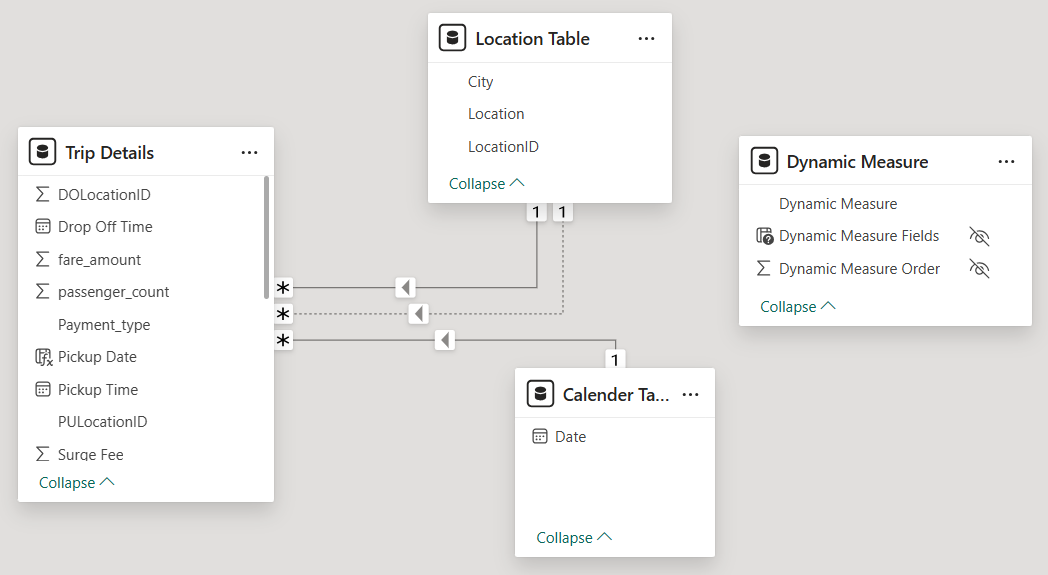 Location Table
City
Location
LocationID
Collapse
1
1
Trip Details
DOLocationID
Drop Off Time
fare_amount
passenger_count
Payment_type
Pickup Date
Pickup Time
PULocationID
Surge Fee
Collapse
*
*
*
Dynamic Measure
Dynamic Measure
Dynamic Measure Fields
Dynamic Measure Order
Collapse
1
Calender Ta...
Date
Collapse